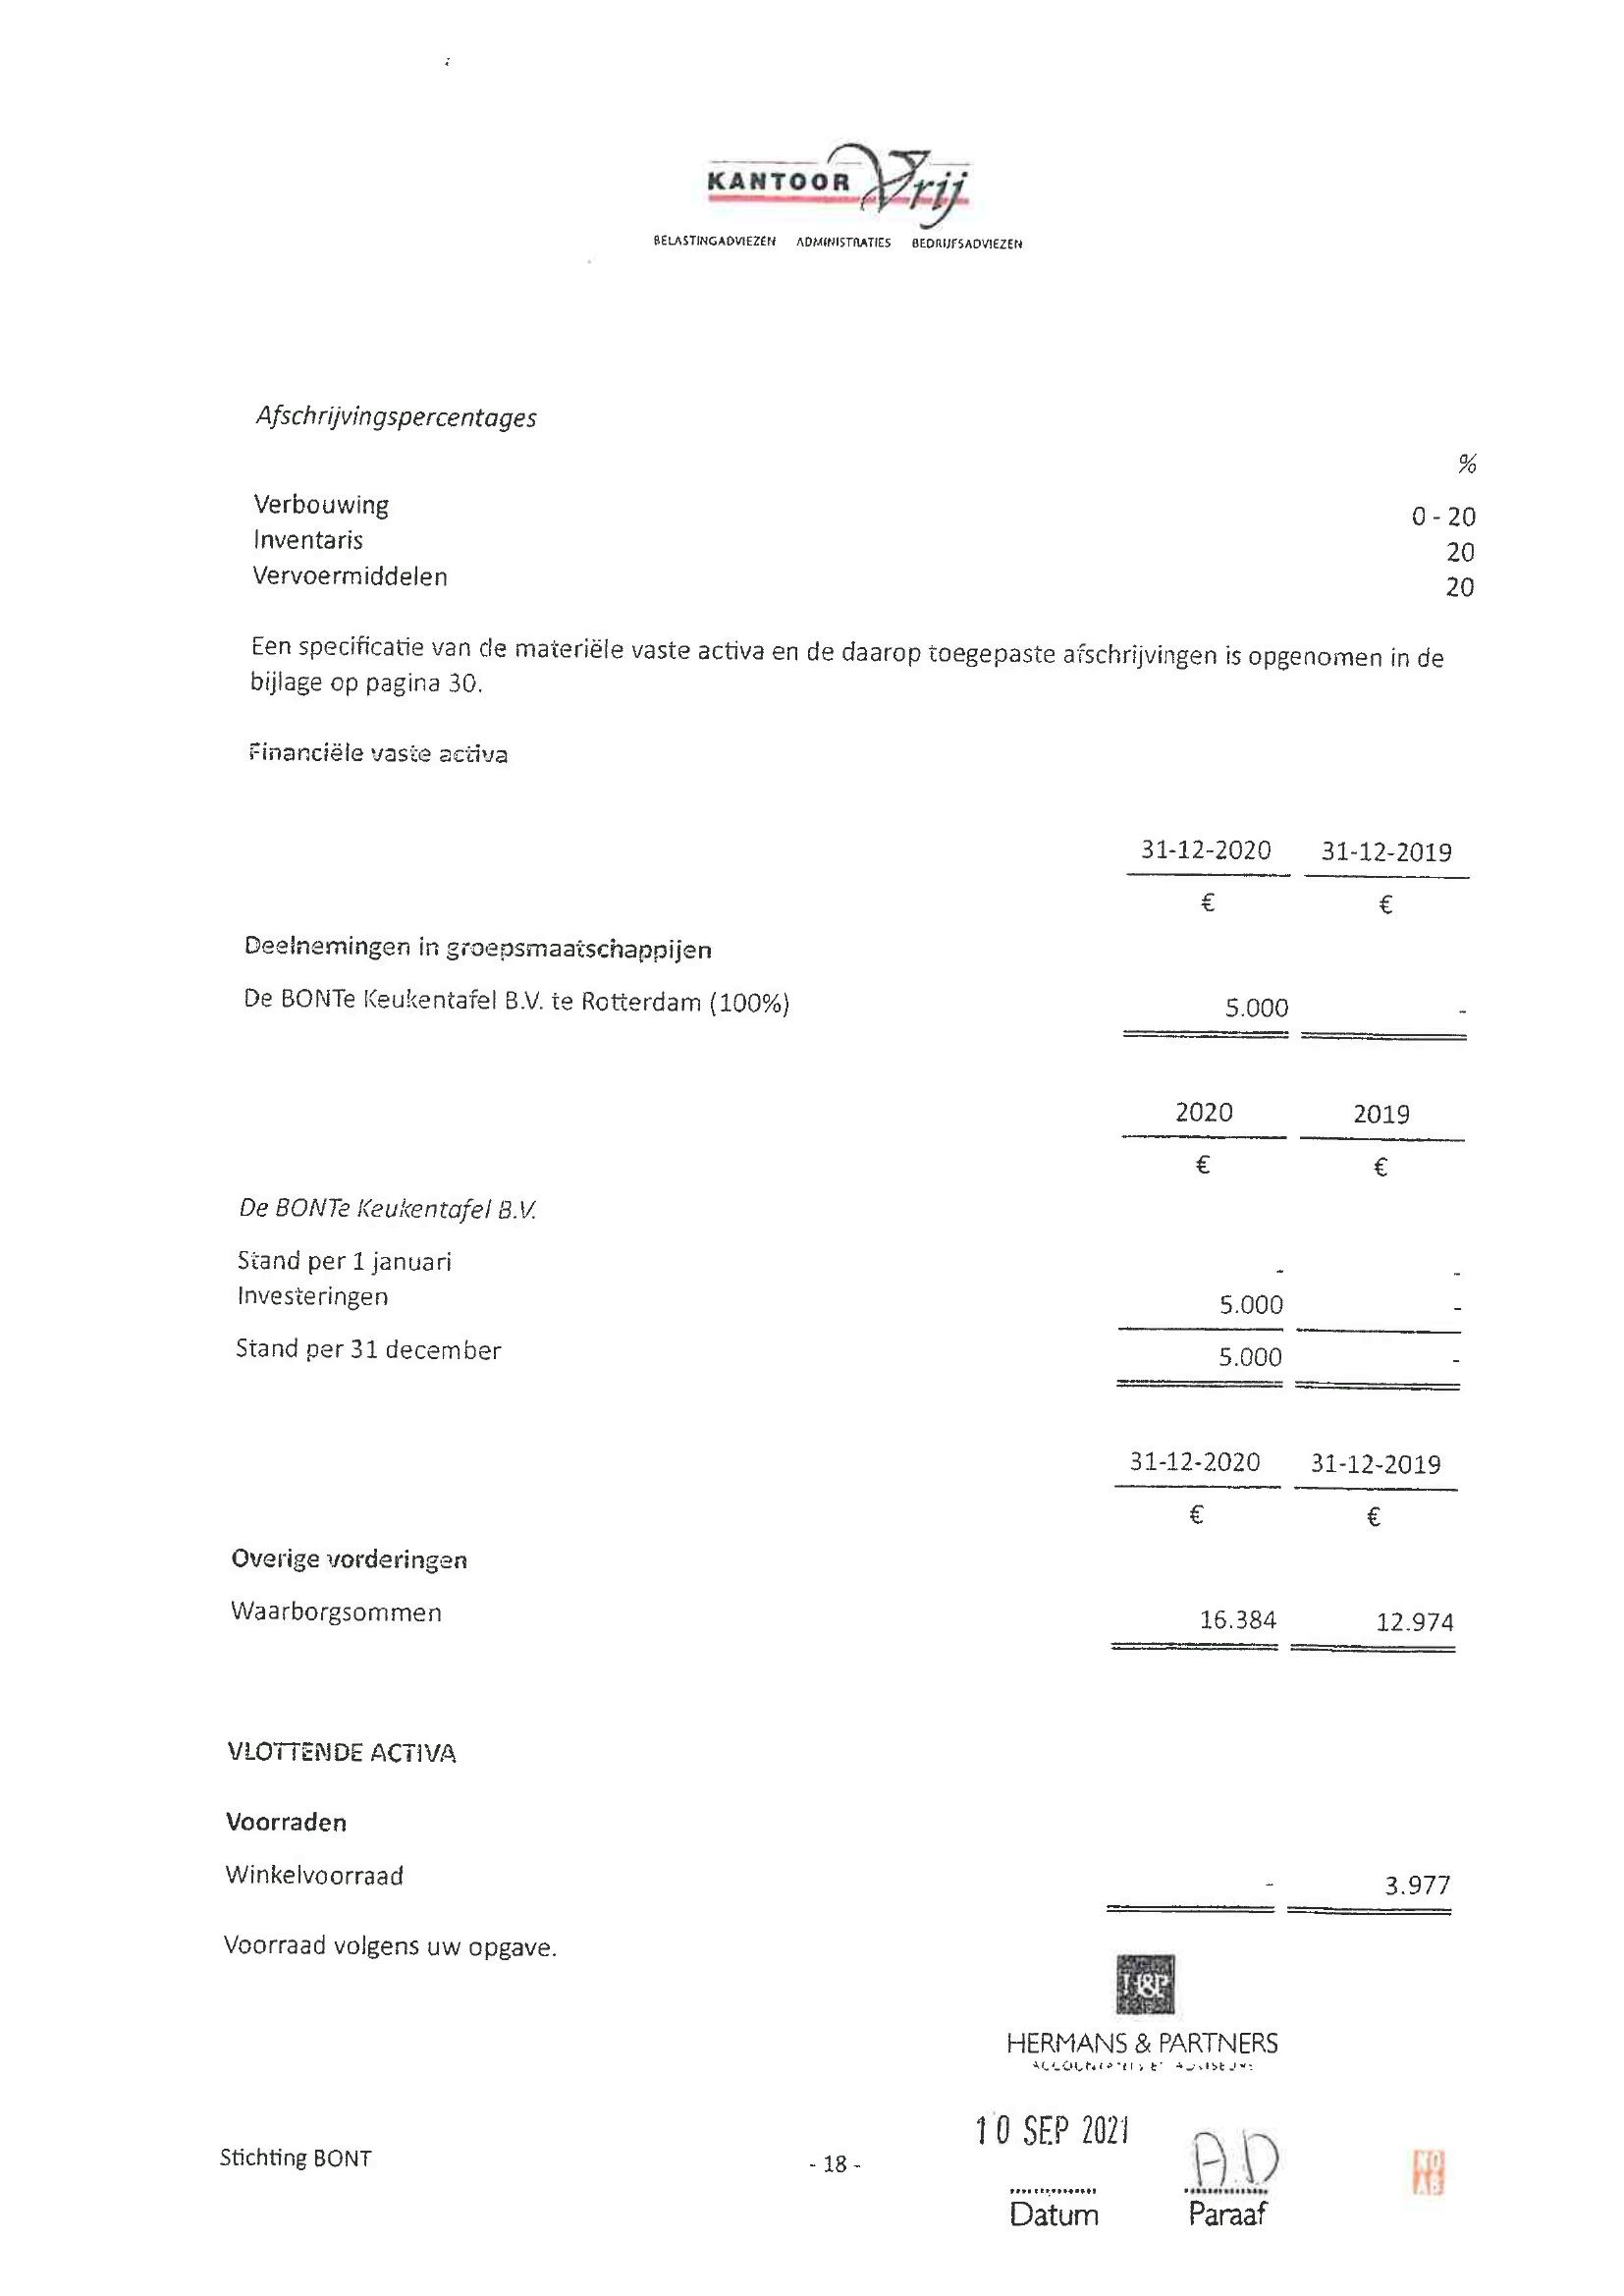 KANTOOR Vrij
BELASTINGADVIEZEN ADMINISTRATIES BEDRIJFSADVIEZEN
Afschrijvingspercentages
%
Verbouwing 0 - 20
Inventaris 20
Vervoermiddelen 20
Een specificatie van de materiële vaste activa en de daarop toegepaste afschrijvingen is opgenomen in de
bijlage op pagina 30.
Financiële vaste activa
31-12-2020 31-12-2019
€ €
Deelnemingen in groepsmaatschappijen
De BONTe Keukentafel B.V. te Rotterdam (100%) 5.000 -
2020 2019
€ €
De BONTe Keukentafel B.V.
Stand per 1 januari - -
Investeringen 5.000 -
Stand per 31 december 5.000 -
31-12-2020 31-12-2019
€ €
Overige vorderingen
Waarborgsommen 16.384 12.974
VLOTTENDE ACTIVA
Voorraden
Winkelvoorraad - 3.977
Voorraad volgens uw opgave.
H&P
HERMANS & PARTNERS
10 SEP 2021
A.D
Stichting BONT - 18 -
NO
AB
Datum Paraaf